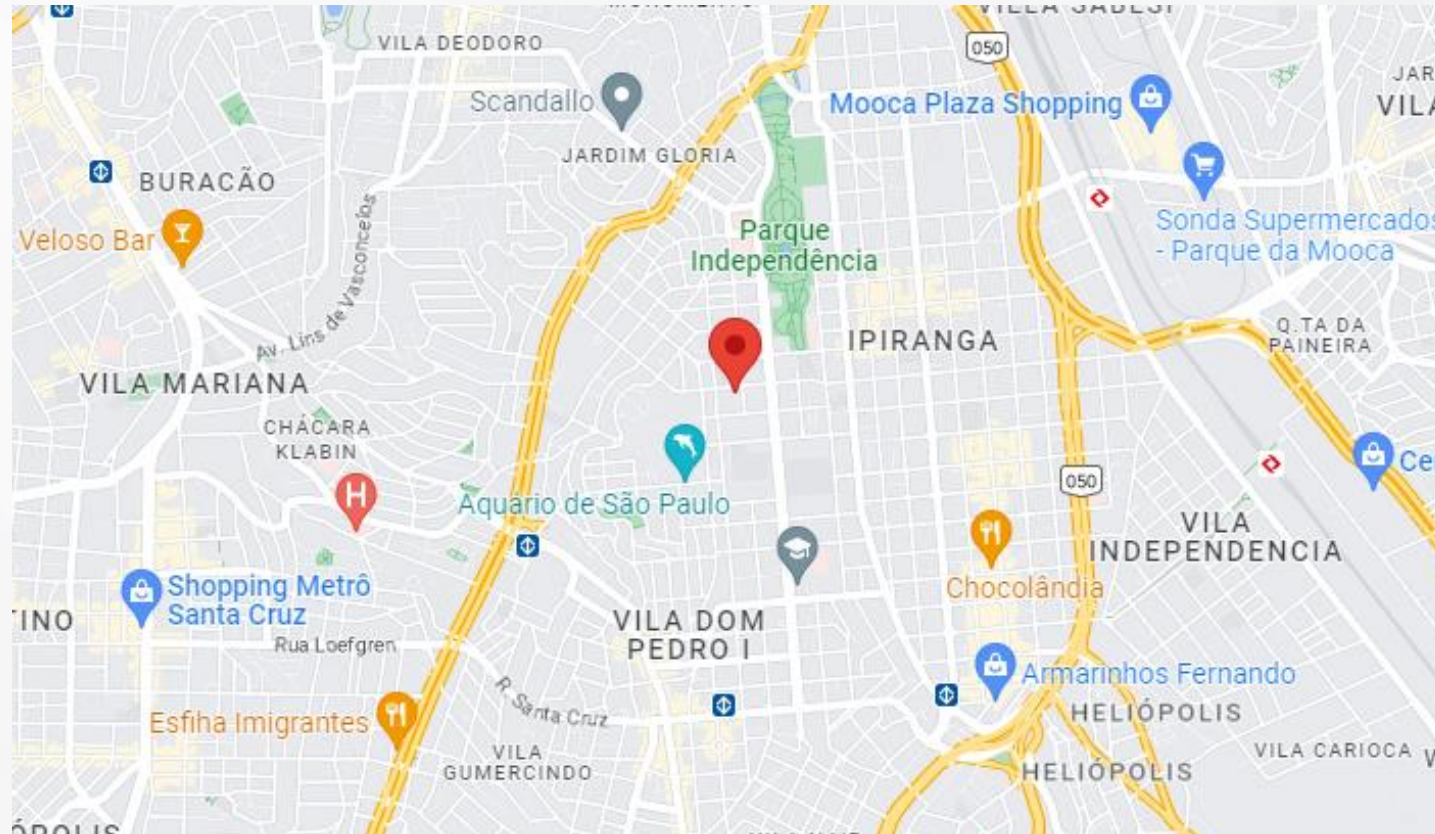 VILA DEODORO
050
Scandallo
Mooca Plaza Shopping
JAR
VILA
JARDIM GLORIA
BURACÃO
Veloso Bar
Parque
Independência
Sonda Supermercados
- Parque da Mooca
Av. Lins de Vasconcelos
IPIRANGA
Q.TA DA
PAINEIRA
VILA MARIANA
CHÁCARA
KLABIN
H
Aquário de São Paulo
050
Ce
VILA
INDEPENDENCIA
Chocolândia
Shopping Metrô
Santa Cruz
TINO
VILA DOM
PEDRO I
Rua Loefgren
R. Santa Cruz
Armarinhos Fernando
Esfiha Imigrantes
HELIÓPOLIS
VILA
GUMERCINDO
VILA CARIOCA
HELIÓPOLIS